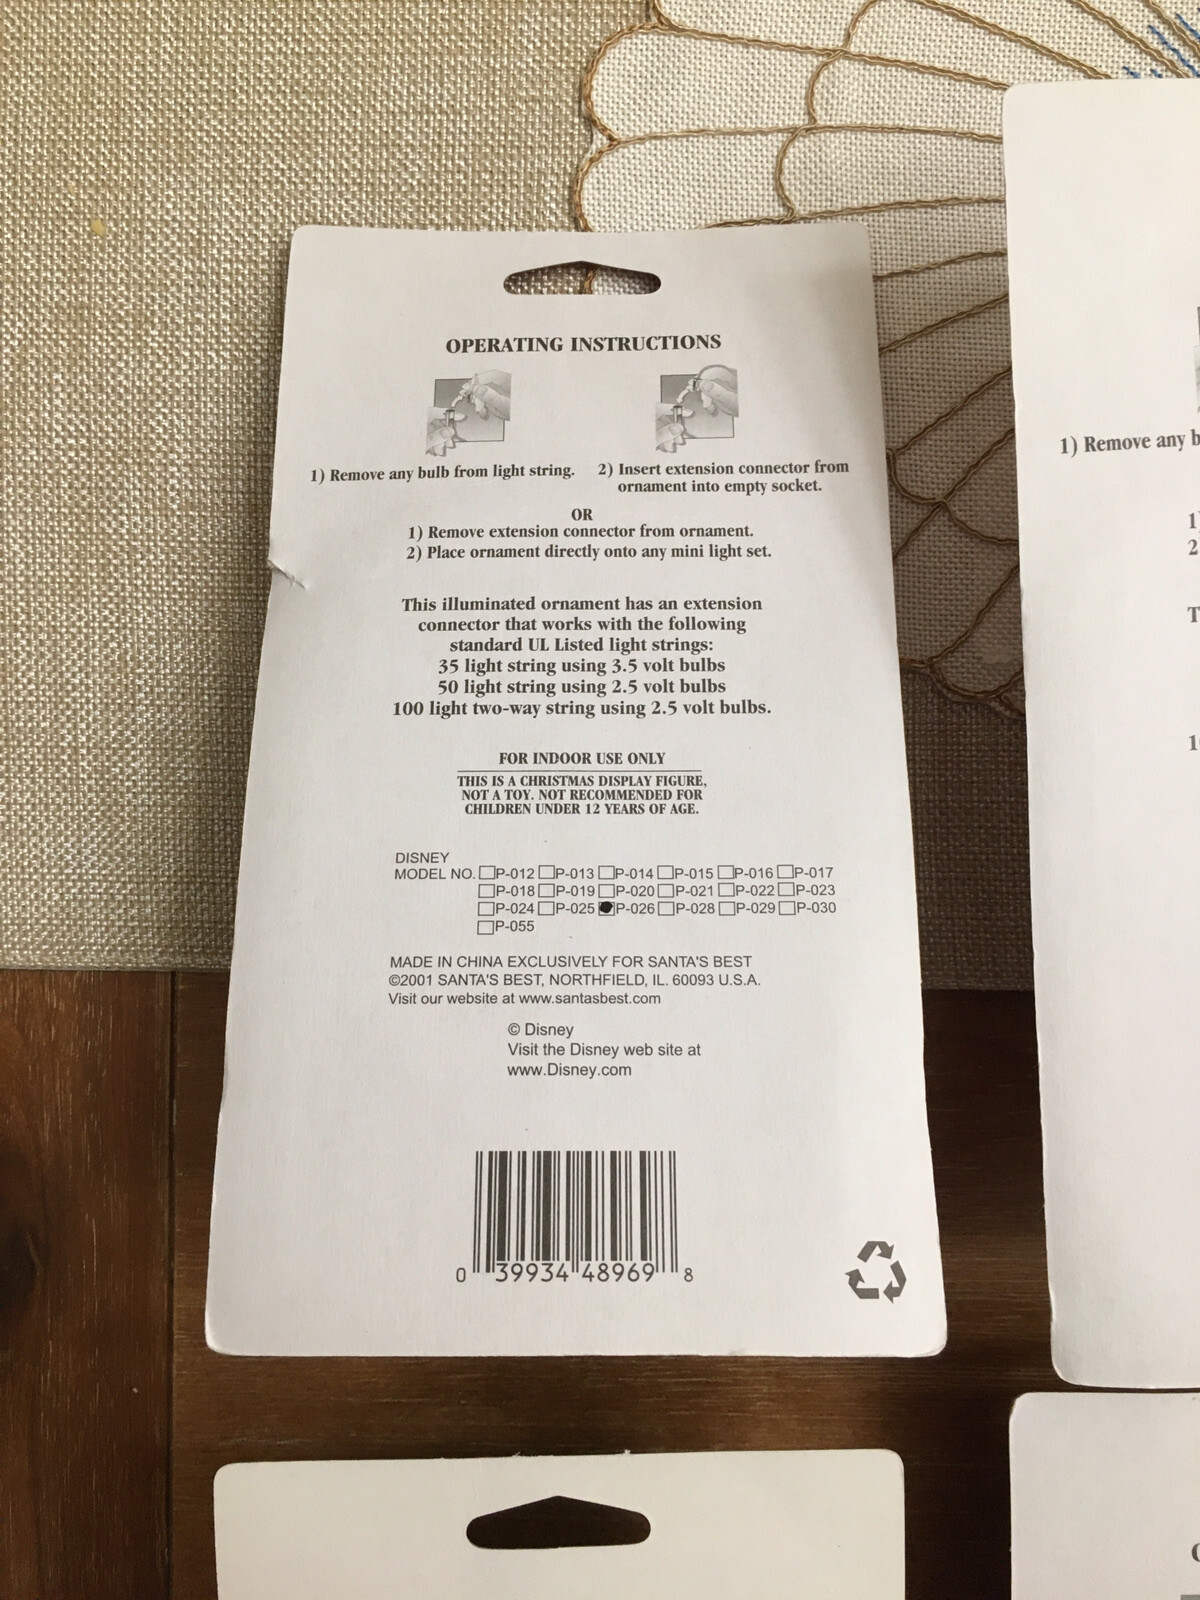 OPERATING INSTRUCTIONS
1) Remove any bulb from light string.
2) Insert extension connector from
ornament into empty socket.
OR
1) Remove extension connector from ornament.
2) Place ornament directly onto any mini light set.
This illuminated ornament has an extension
connector that works with the following
standard UL Listed light strings:
35 light string using 3.5 volt bulbs
50 light string using 2.5 volt bulbs
100 light two-way string using 2.5 volt bulbs.
FOR INDOOR USE ONLY
THIS IS A CHRISTMAS DISPLAY FIGURE,
NOT A TOY. NOT RECOMMENDED FOR
CHILDREN UNDER 12 YEARS OF AGE.
DISNEY
MODEL NO. P-012 P-013 P-014 P-015 P-016 P-017
P-018 P-019 P-020 P-021 P-022 P-023
P-024 P-025 P-026 P-028 P-029 P-030
P-055
MADE IN CHINA EXCLUSIVELY FOR SANTA'S BEST
©2001 SANTA'S BEST, NORTHFIELD, IL. 60093 U.S.A.
Visit our website at www.santasbest.com
© Disney
Visit the Disney web site at
www.Disney.com
0 39934 48969 8
1) Remove any b
1)
2
T
1